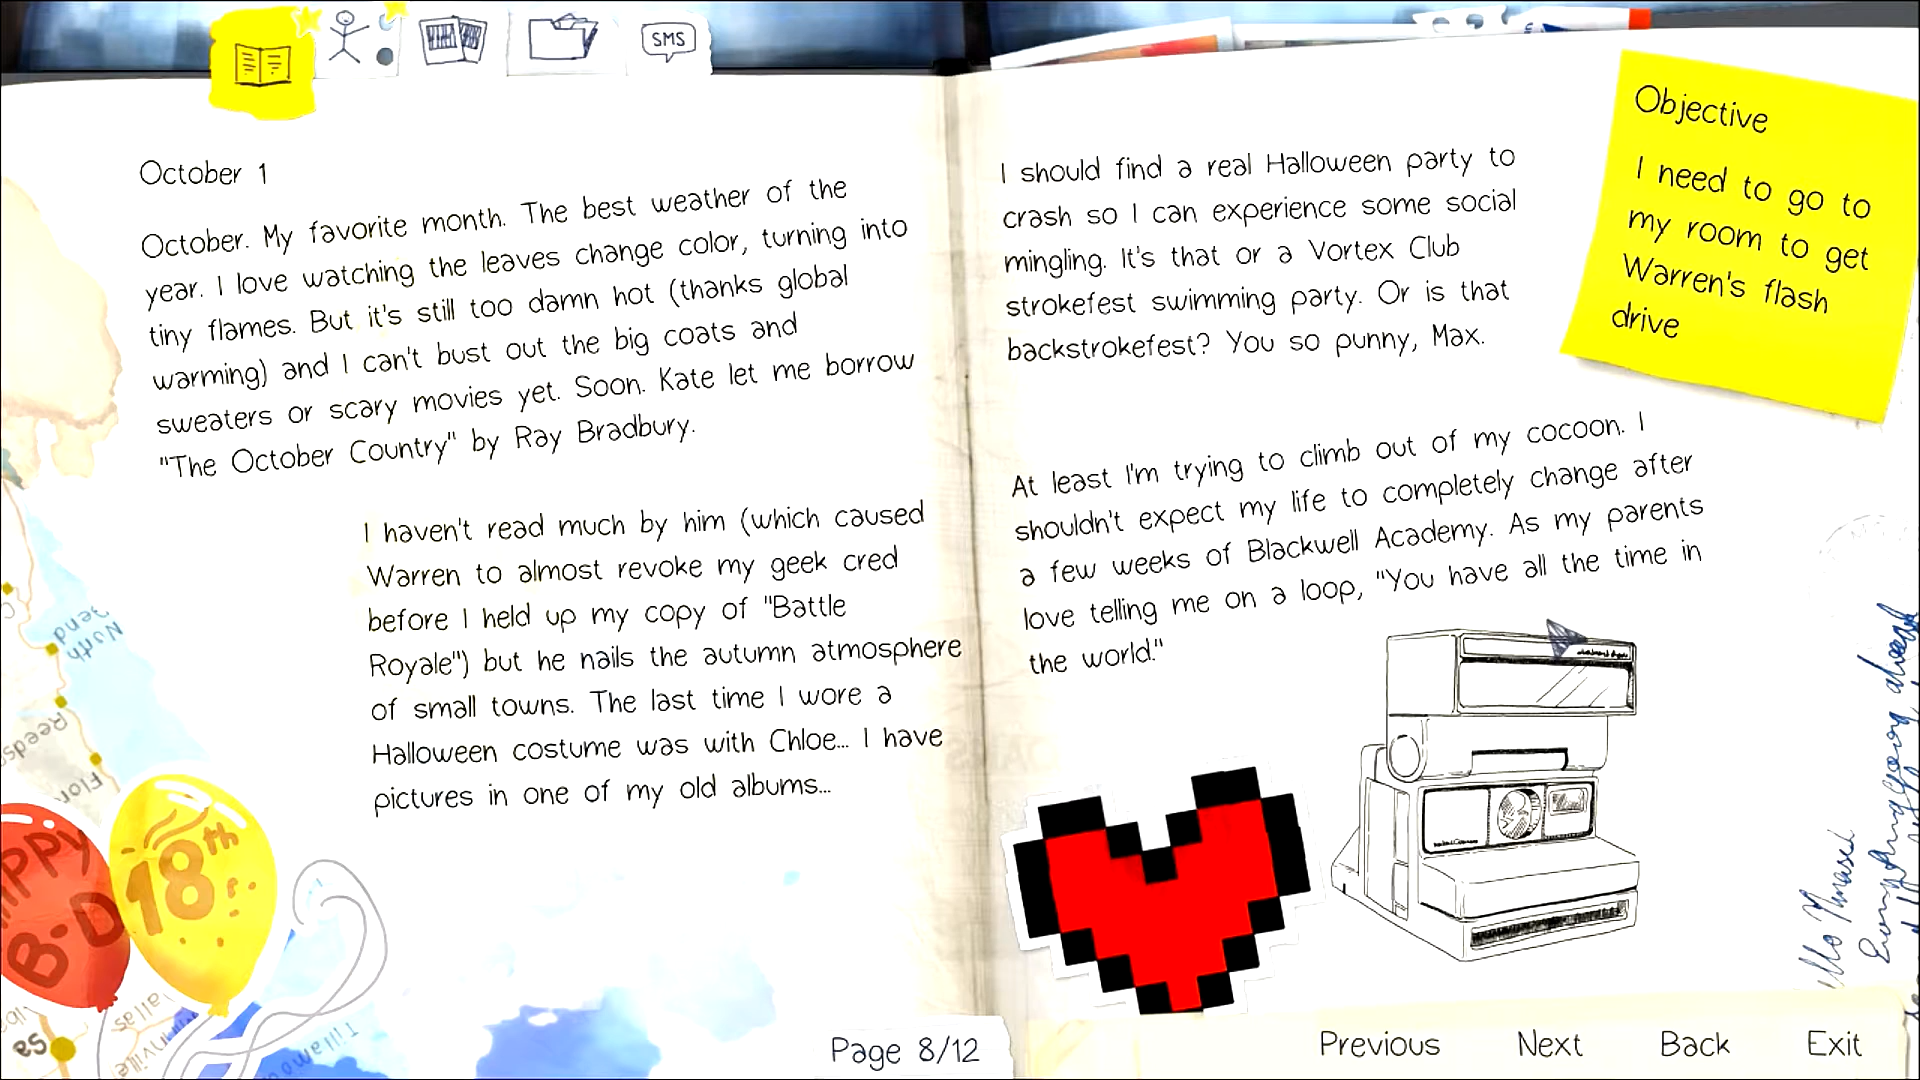 SMS
October 1
October. My favorite month. The best weather of the
year. I love watching the leaves change color, turning into
tiny flames. But it's still too damn hot (thanks global
warming) and I can't bust out the big coats and
sweaters or scary movies yet. Soon. Kate let me borrow
"The October Country" by Ray Bradbury.
I haven't read much by him (which caused
Warren to almost revoke my geek cred
before I held up my copy of "Battle
Royale") but he nails the autumn atmosphere
of small towns. The last time I wore a
Halloween costume was with Chloe... I have
pictures in one of my old albums...
North
Bend
HAPPY
B-D
18th
Page 8/12
I should find a real Halloween party to
crash so I can experience some social
mingling. It's that or a Vortex Club
strokefest swimming party. Or is that
backstrokefest? You so punny, Max.
At least I'm trying to climb out of my cocoon. I
shouldn't expect my life to completely change after
a few weeks of Blackwell Academy. As my parents
love telling me on a loop, "You have all the time in
the world."
Objective
I need to go to
my room to get
Warren's flash
drive
Previous Next Back Exit